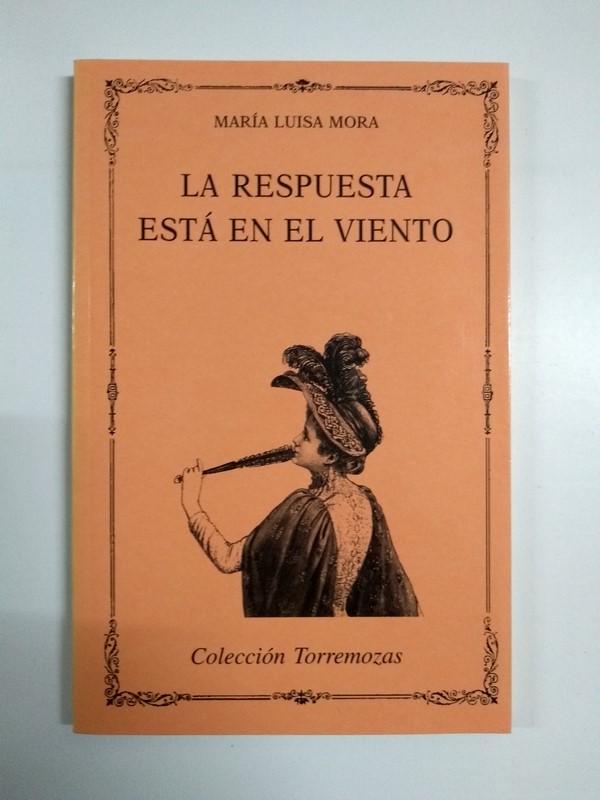 MARÍA LUISA MORA
LA RESPUESTA
ESTÁ EN EL VIENTO
Colección Torremozas